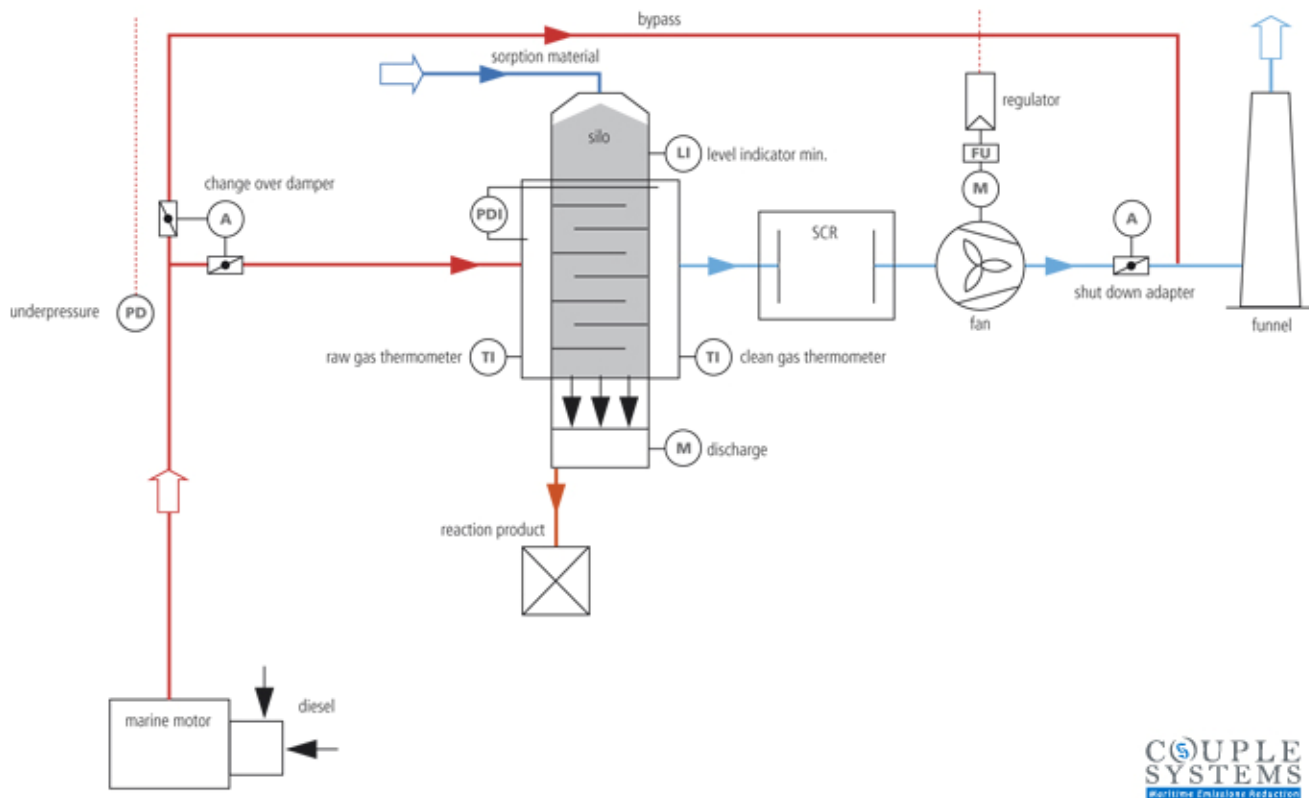 bypass
sorption material
silo
regulator
LI
level indicator min.
FU
change over damper
M
A
PDI
A
SCR
underpressure
PD
shut down adapter
fan
funnel
raw gas thermometer
TI
TI
clean gas thermometer
M
discharge
reaction product
diesel
marine motor
COUPLE
SYSTEMS
Maritime Emissions Reduction